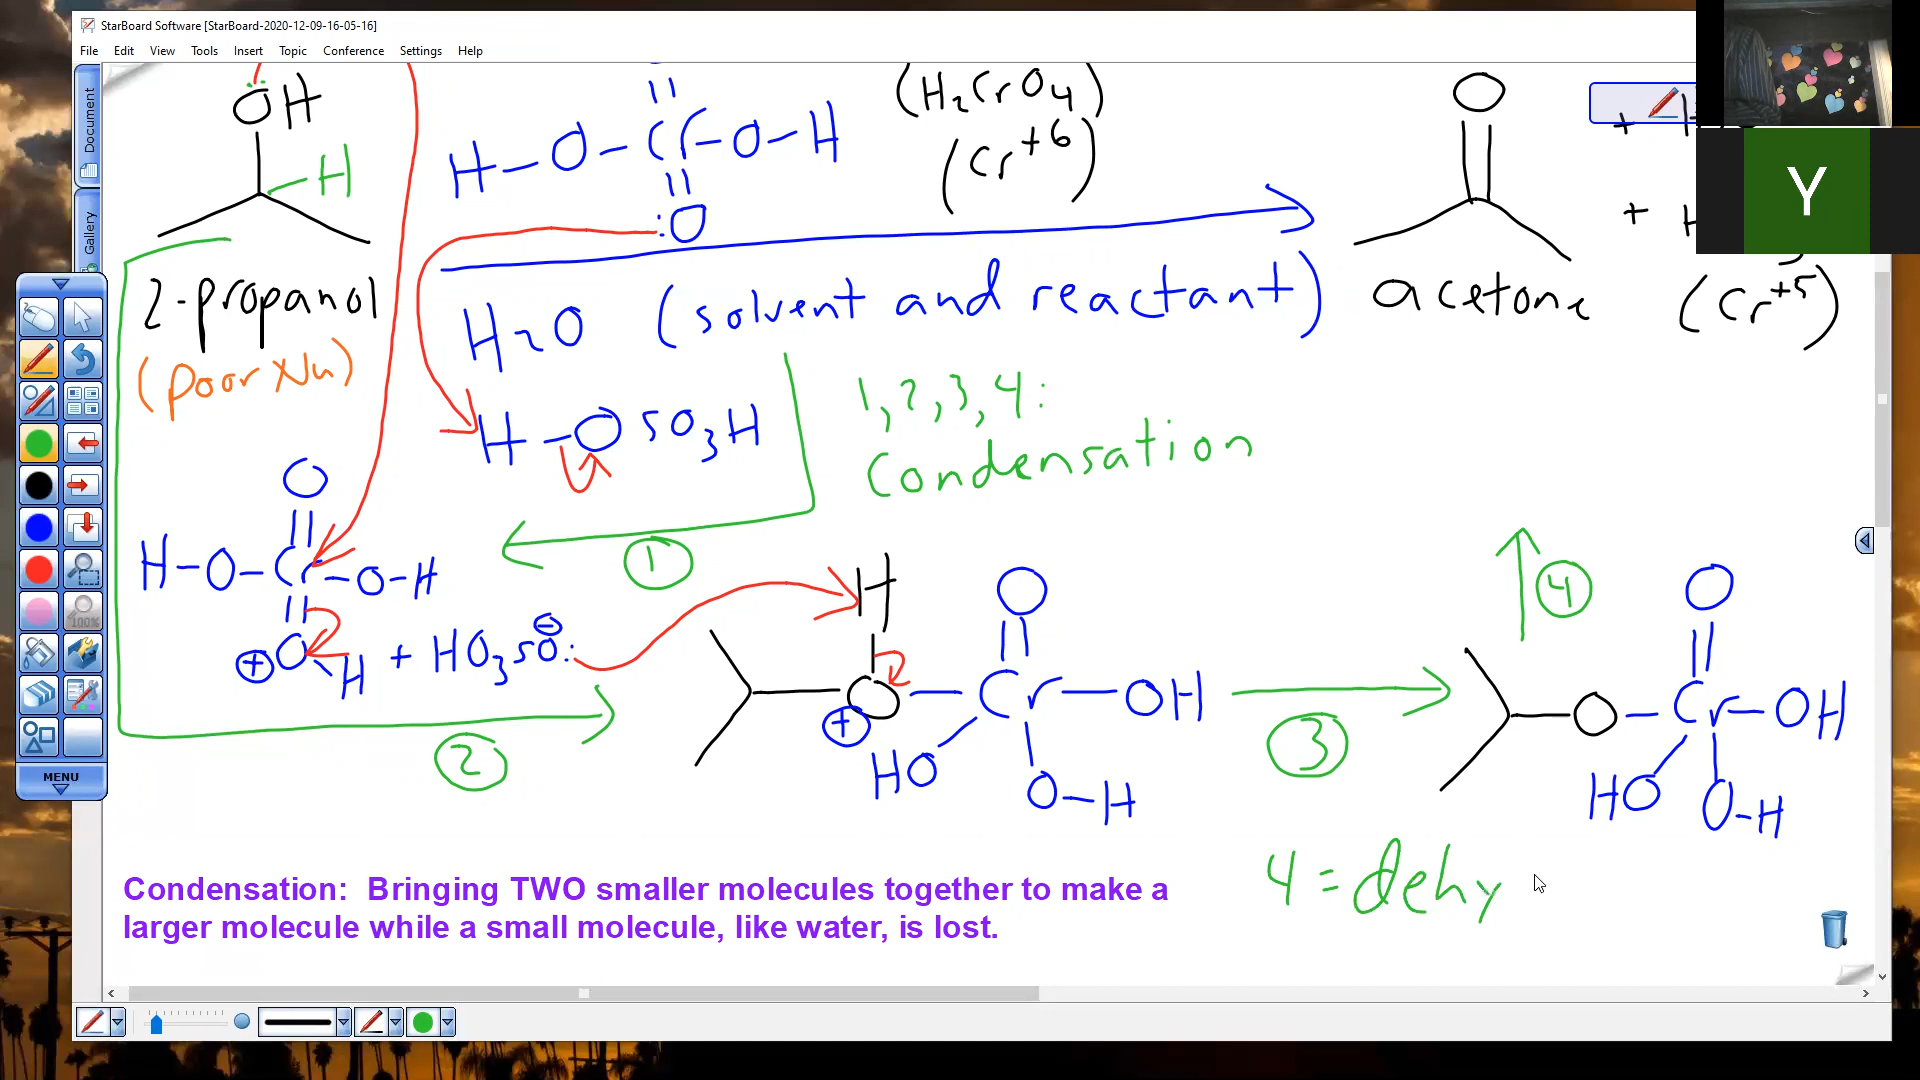 StarBoard Software [StarBoard-2020-12-09-16-05-16]
File Edit View Tools Insert Topic Conference Settings Help
Document
Gallery
OH
H
2-propanol
(poor Nu)
H-O-Cr-O-H
:O
(H2CrO4)
(Cr+6)
H2O (solvent and reactant)
H-OSO3H
O
acetone
+ H
+ H
(Cr+5)
1,2,3,4:
Condensation
O
H-O-Cr-O-H
+ O H + HO3SO:-
1
2
H
O
O-Cr-OH
+
HO
O-H
3
4
O
O-Cr-OH
HO
O-H
4 = dehy
Condensation: Bringing TWO smaller molecules together to make a
larger molecule while a small molecule, like water, is lost.
MENU
100%
Y